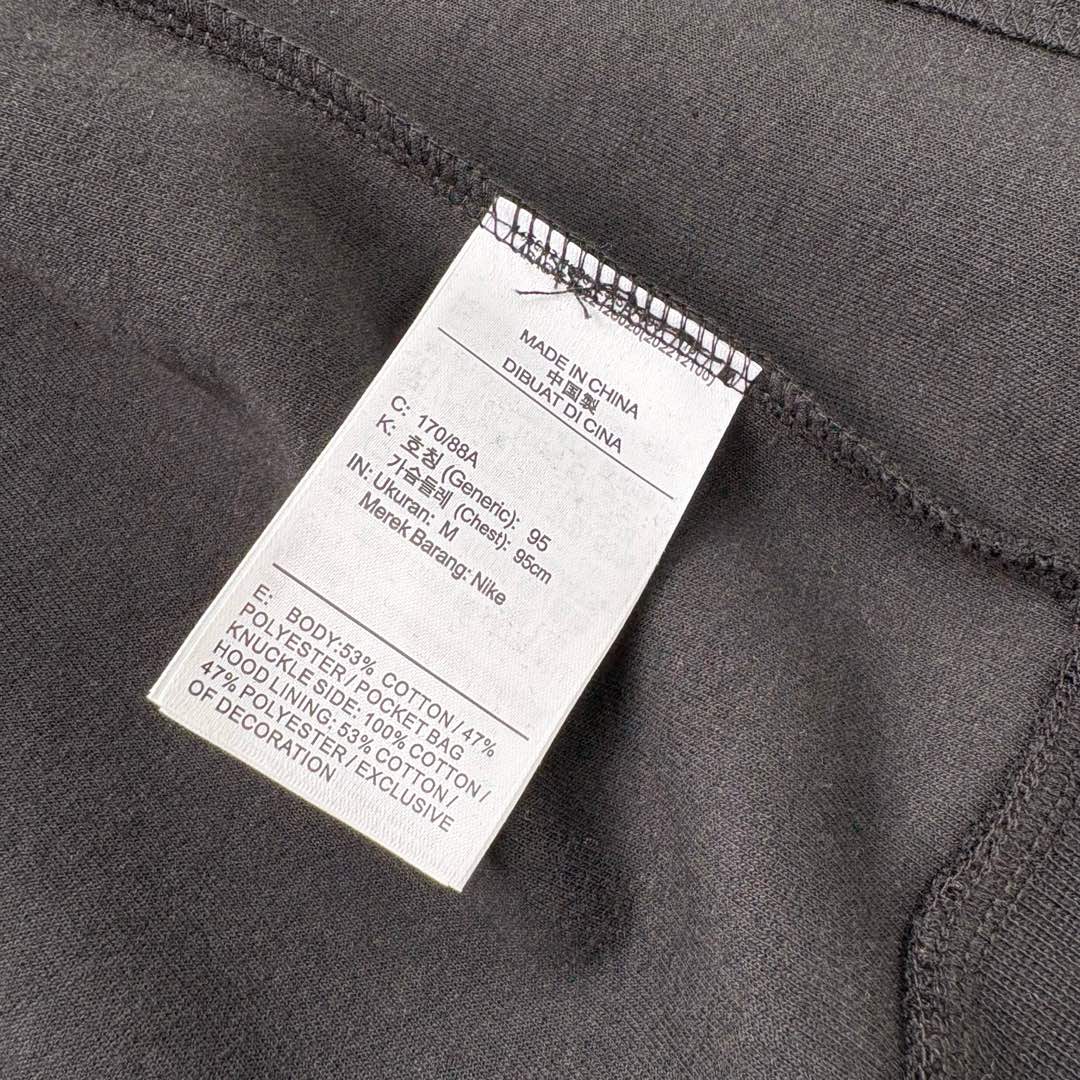 MADE IN CHINA
中国製
DIBUAT DI CINA
C: 170/88A
K: 호칭 (Generic): 95
가슴둘레 (Chest): 95cm
IN: Ukuran: M
Merek Barang: Nike
E: BODY:53% COTTON/47%
POLYESTER/POCKET BAG
KNUCKLE SIDE: 100% COTTON/
HOOD LINING: 53% COTTON/
47% POLYESTER/EXCLUSIVE
OF DECORATION